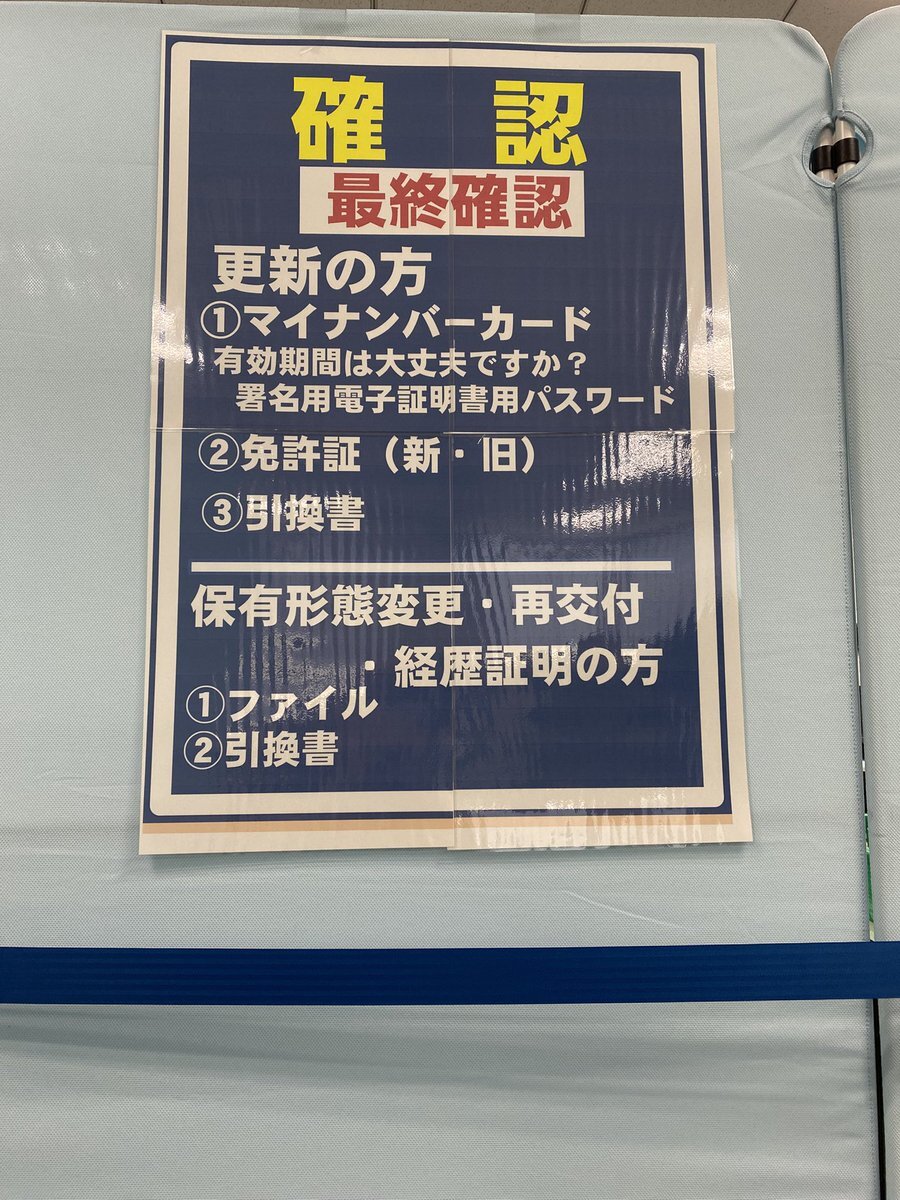 確 認
最終確認
更新の方
①マイナンバーカード
有効期間は大丈夫ですか？
署名用電子証明書用パスワード
②免許証（新・旧）
③引換書
保有形態変更・再交付
・経歴証明の方
①ファイル
②引換書